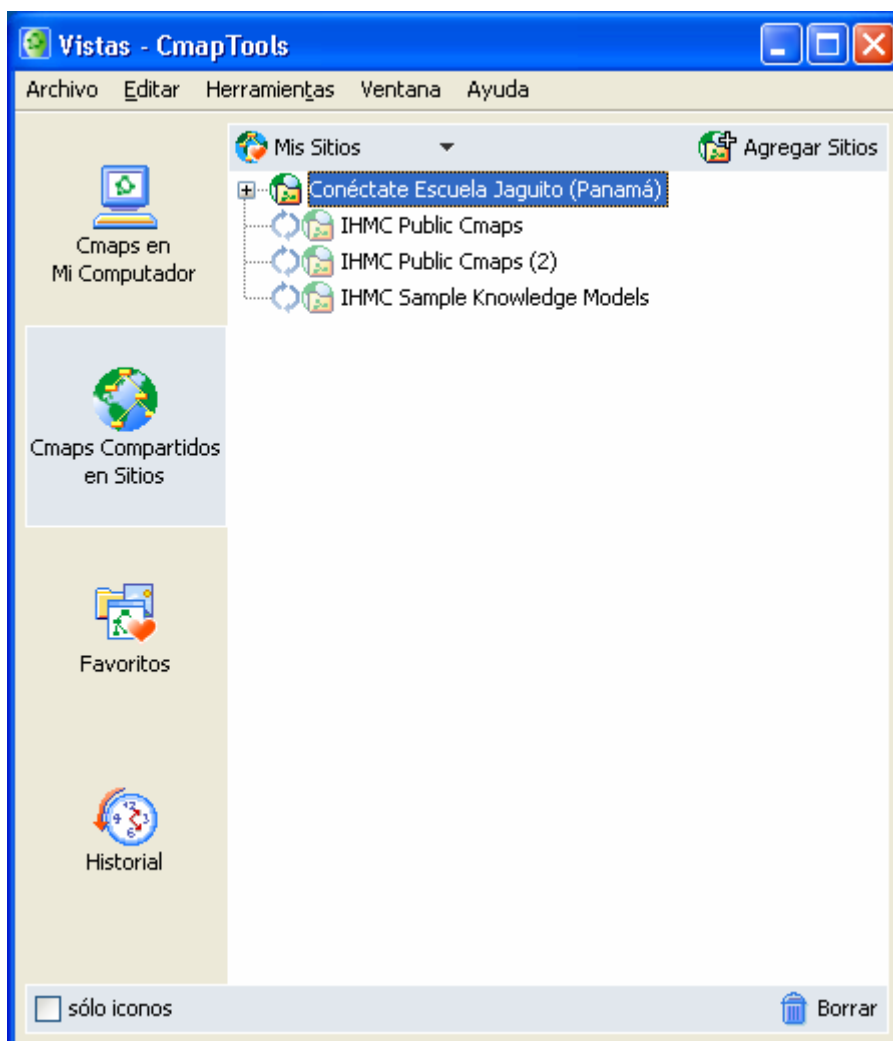 Vistas - CmapTools
Archivo Editar Herramientas Ventana Ayuda
Mis Sitios Agregar Sitios
Conéctate Escuela Jaguito (Panamá)
IHMC Public Cmaps
IHMC Public Cmaps (2)
IHMC Sample Knowledge Models
Cmaps en
Mi Computador
Cmaps Compartidos
en Sitios
Favoritos
Historial
sólo iconos Borrar